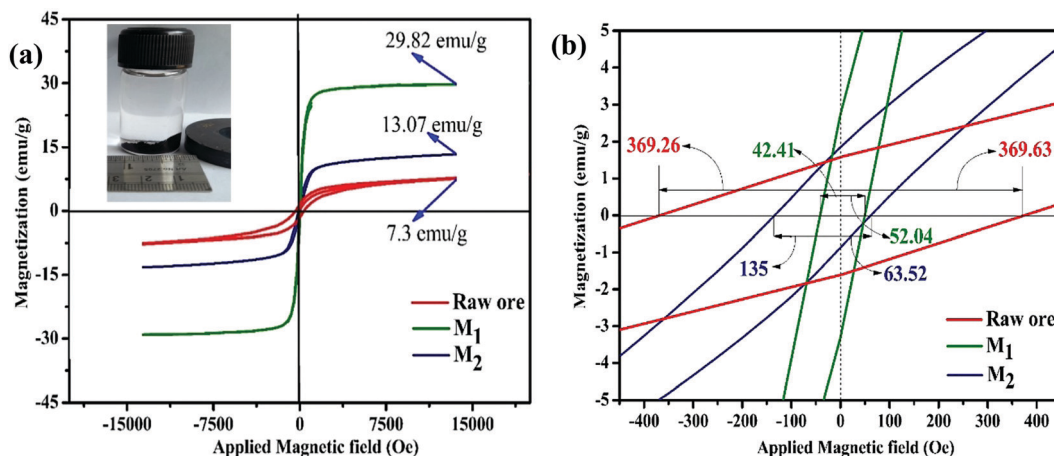 (a)
45
30
15
0
-15
-30
-45
Magnetization (emu/g)
29.82 emu/g
13.07 emu/g
7.3 emu/g
Raw ore
M1
M2
-15000 -7500 0 7500 15000
Applied Magnetic field (Oe)
1 2
(b)
5
4
3
2
1
0
-1
-2
-3
-4
-5
Magnetization (emu/g)
369.26
42.41
369.63
52.04
135
63.52
Raw ore
M1
M2
-400 -300 -200 -100 0 100 200 300 400
Applied Magnetic field (Oe)